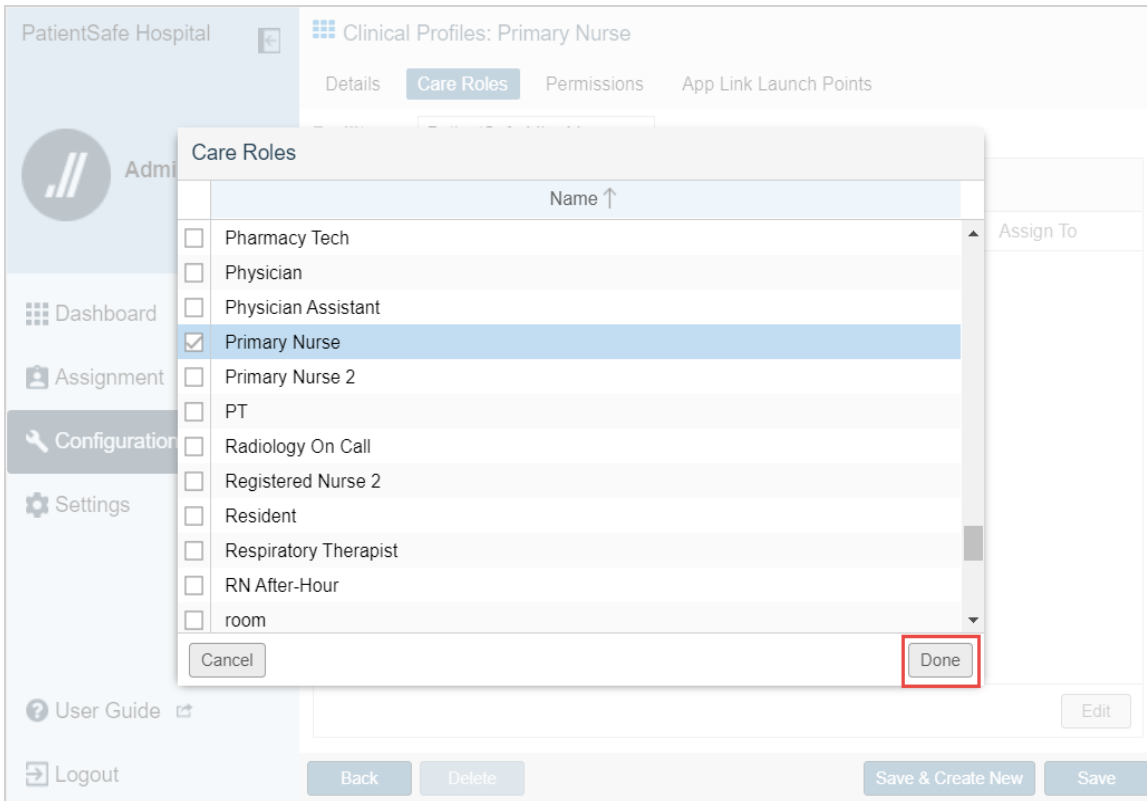 PatientSafe Hospital
Clinical Profiles: Primary Nurse
Details Care Roles Permissions App Link Launch Points
Care Roles
Admi
Name ↑
Assign To
Pharmacy Tech
Physician
Physician Assistant
Primary Nurse
Primary Nurse 2
PT
Radiology On Call
Registered Nurse 2
Resident
Respiratory Therapist
RN After-Hour
room
Cancel Done
Dashboard
Assignment
Configuration
Settings
User Guide
Logout
Edit
Back Delete Save & Create New Save